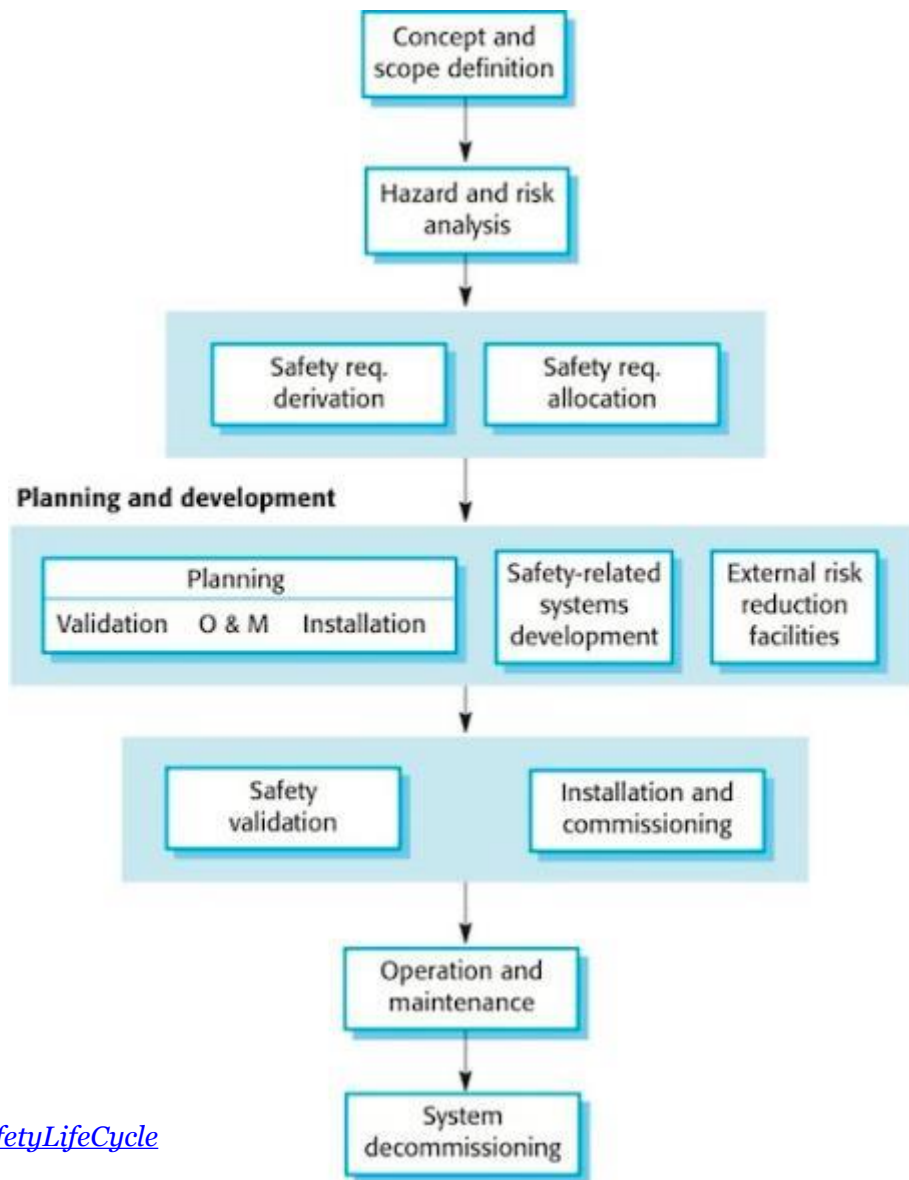 Concept and
scope definition
Hazard and risk
analysis
Safety req.
derivation
Safety req.
allocation
Planning and development
Planning
Validation O & M Installation
Safety-related
systems
development
External risk
reduction
facilities
Safety
validation
Installation and
commissioning
Operation and
maintenance
System
decommissioning
fetyLifeCycle